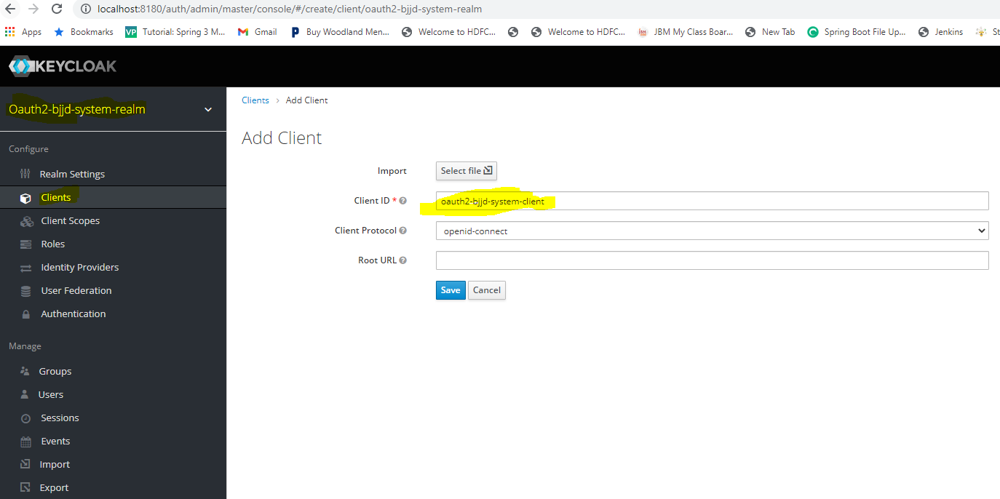 localhost:8180/auth/admin/master/console/#/create/client/oauth2-bjjd-system-realm
Apps Bookmarks VP Tutorial: Spring 3 M... Gmail P Buy Woodland Men... Welcome to HDFC... Welcome to HDFC... JBM My Class Boar... New Tab Spring Boot File Up... Jenkins St
KEYCLOAK
Oauth2-bjjd-system-realm
Clients > Add Client
Add Client
Configure
Import Select file
Realm Settings
Clients
Client ID * oauth2-bjjd-system-client
Client Scopes
Client Protocol openid-connect
Roles
Root URL
Identity Providers
User Federation
Save Cancel
Authentication
Manage
Groups
Users
Sessions
Events
Import
Export